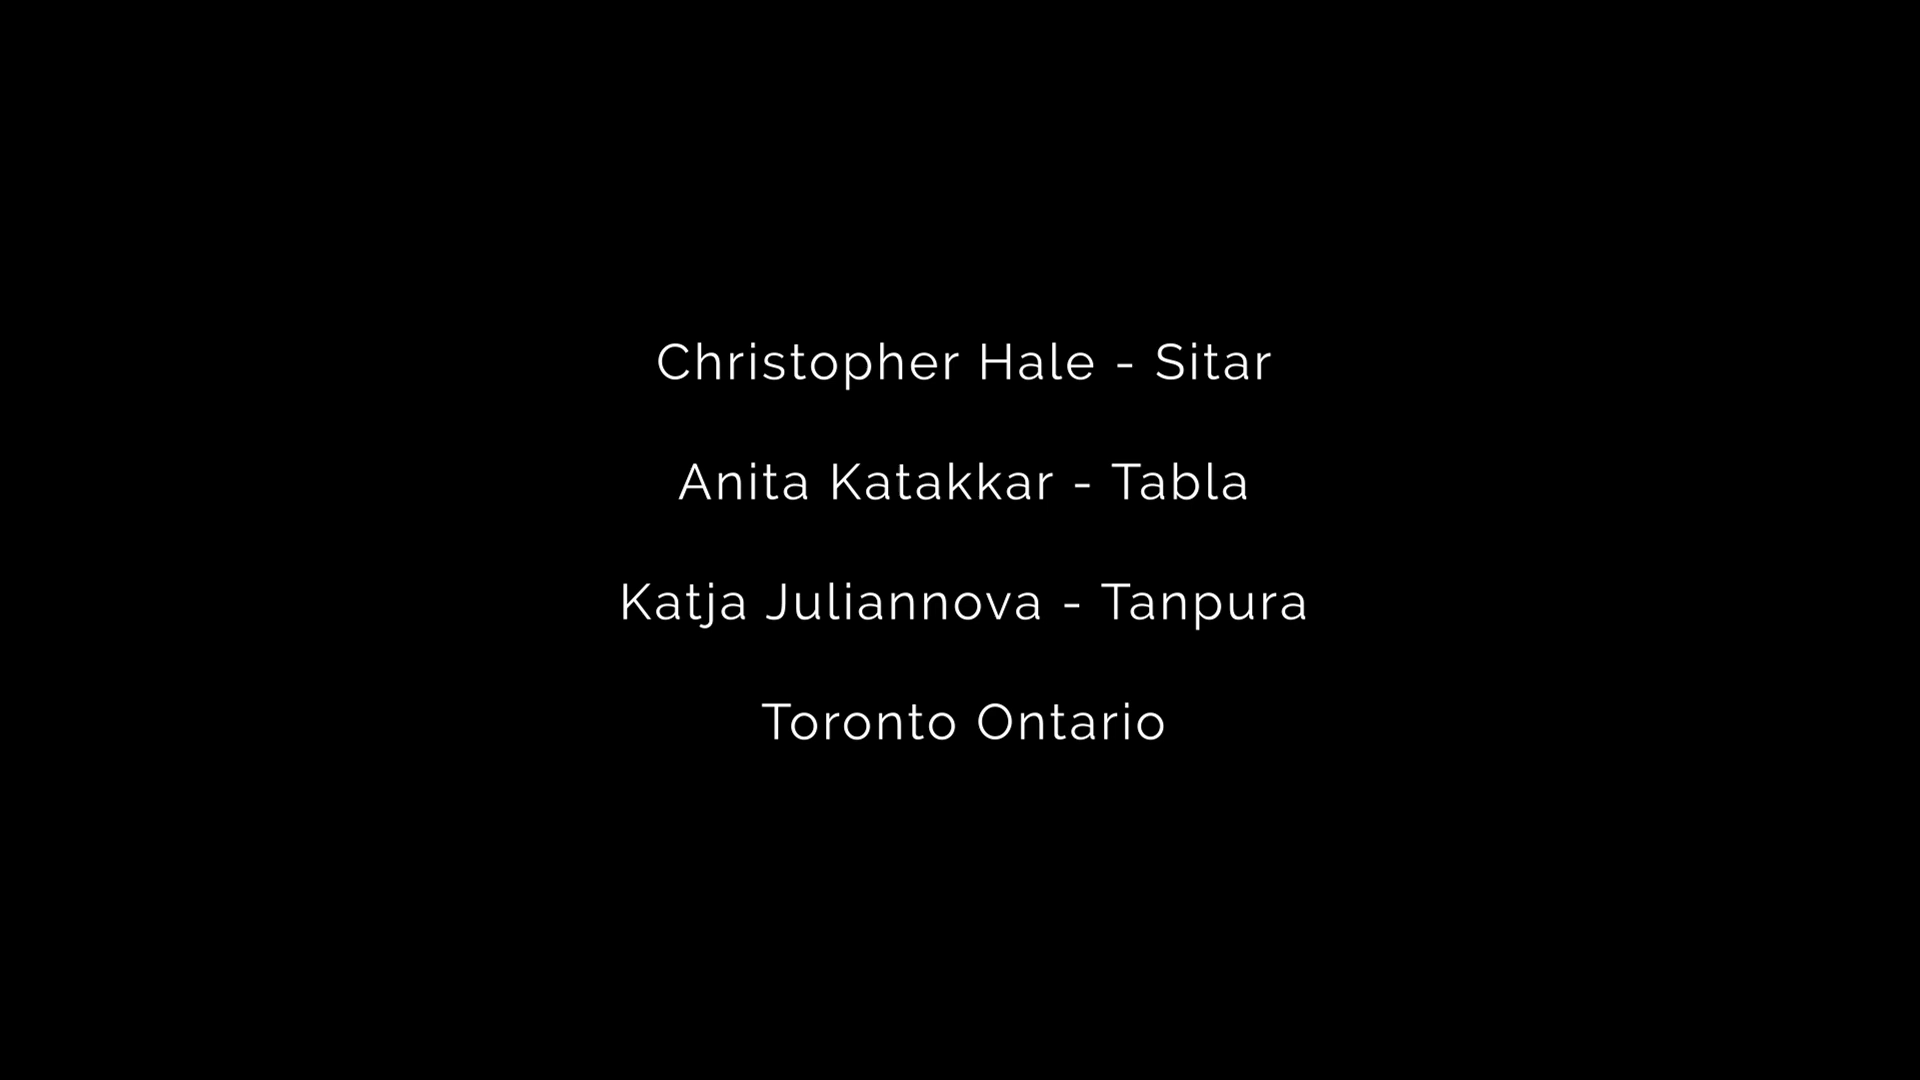 Christopher Hale - Sitar
Anita Katakkar - Tabla
Katja Juliannova - Tanpura
Toronto Ontario